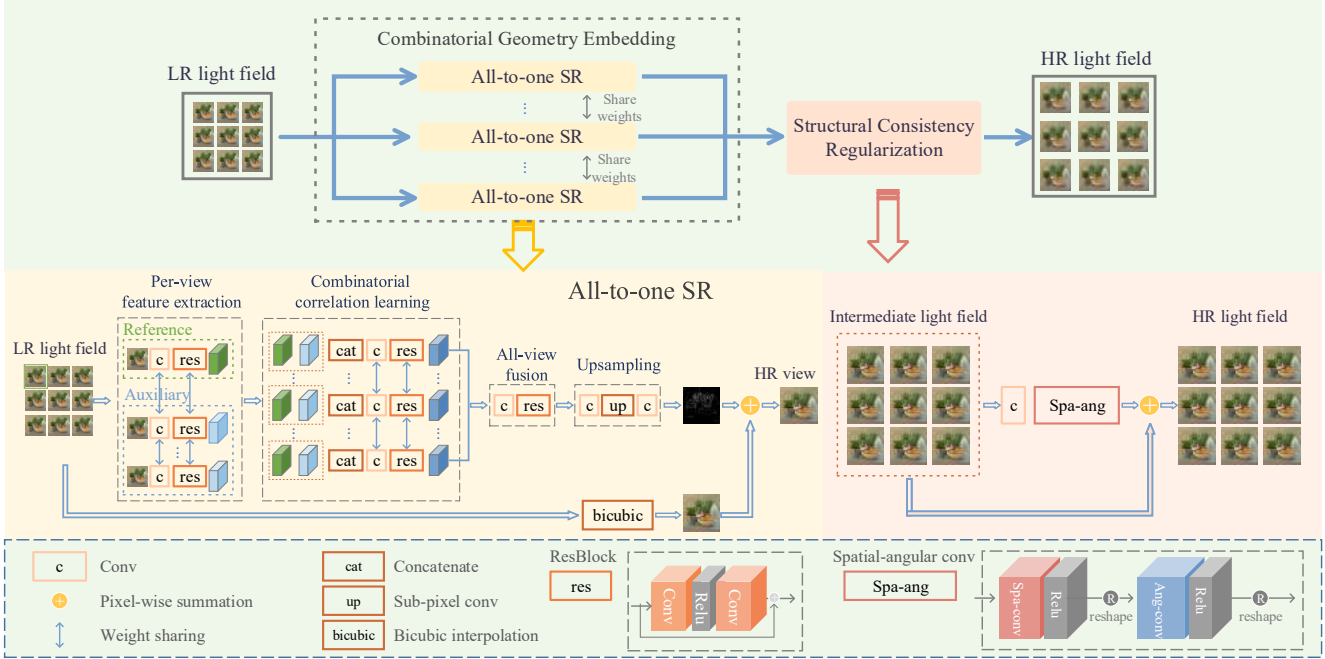 Combinatorial Geometry Embedding
LR light field
All-to-one SR
Share
weights
All-to-one SR
Share
weights
All-to-one SR
Structural Consistency
Regularization
HR light field
All-to-one SR
Per-view
feature extraction
Combinatorial
correlation learning
LR light field
Reference
c
res
Auxiliary
c
res
c
res
cat
c
res
cat
c
res
cat
c
res
All-view
fusion
c
res
Upsampling
c
up
c
HR view
bicubic
Intermediate light field
c
Spa-ang
HR light field
c
Conv
Pixel-wise summation
Weight sharing
cat
Concatenate
up
Sub-pixel conv
bicubic
Bicubic interpolation
ResBlock
res
Conv
Relu
Conv
Spatial-angular conv
Spa-ang
Spa-conv
Relu
R
reshape
Ang-conv
Relu
R
reshape